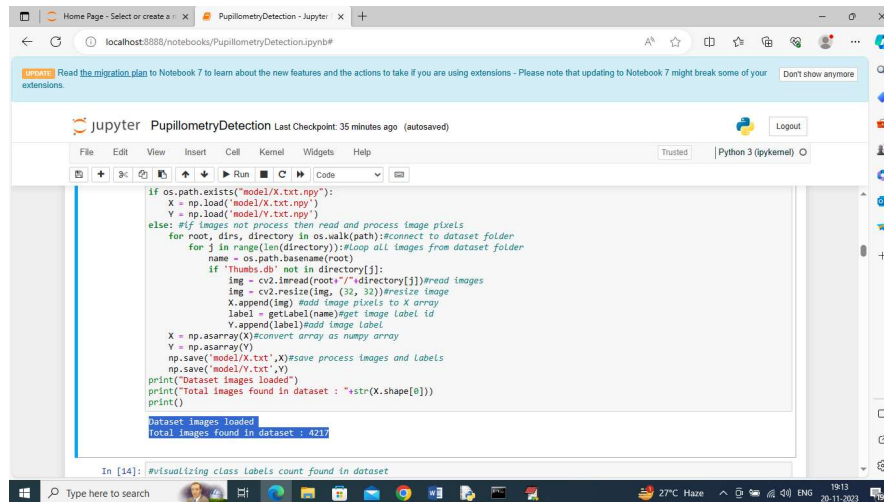 Home Page - Select or create a n
PupillometryDetection - Jupyter
localhost:8888/notebooks/PupillometryDetection.ipynb#
UPDATE Read the migration plan to Notebook 7 to learn about the new features and the actions to take if you are using extensions - Please note that updating to Notebook 7 might break some of your extensions.
Don't show anymore
jupyter PupillometryDetection Last Checkpoint: 35 minutes ago (autosaved)
Logout
File Edit View Insert Cell Kernel Widgets Help
Trusted
Python 3 (ipykernel)
Run
Code
if os.path.exists("model/X.txt.npy"):
X = np.load('model/X.txt.npy')
Y = np.load('model/Y.txt.npy')
else: #if images not process then read and process image pixels
for root, dirs, directory in os.walk(path):#connect to dataset folder
for j in range(len(directory)):#loop all images from dataset folder
name = os.path.basename(root)
if 'Thumbs.db' not in directory[j]:
img = cv2.imread(root+"/"+directory[j])#read images
img = cv2.resize(img, (32, 32))#resize image
X.append(img) #add image pixels to X array
label = getLabel(name)#get image label id
Y.append(label)#add image label
X = np.asarray(X)#convert array as numpy array
Y = np.asarray(Y)
np.save('model/X.txt',X)#save process images and labels
np.save('model/Y.txt',Y)
print("Dataset images loaded")
print("Total images found in dataset : "+str(X.shape[0]))
print()
Dataset images loaded
Total images found in dataset : 4217
In [14]: #visualizing class labels count found in dataset
Type here to search
27°C Haze
ENG
19:13
20-11-2023